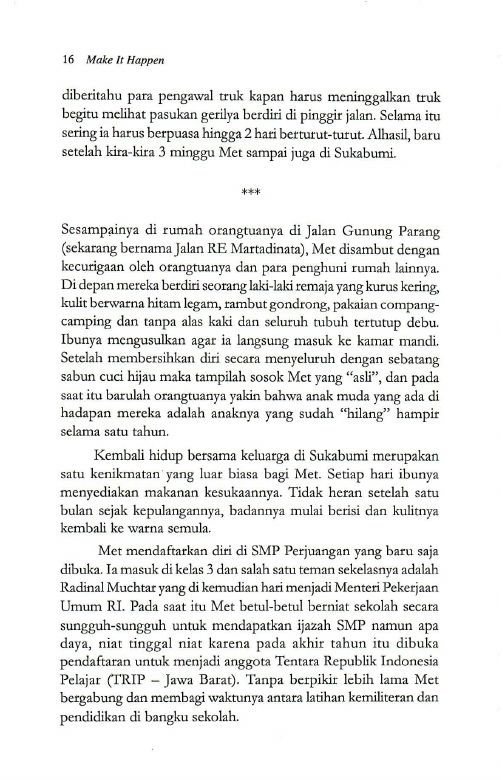 16 Make It Happen
diberitahu para pengawal truk kapan harus meninggalkan truk
begitu melihat pasukan gerilya berdiri di pinggir jalan. Selama itu
sering ia harus berpuasa hingga 2 hari berturut-turut. Alhasil, baru
setelah kira-kira 3 minggu Met sampai juga di Sukabumi.
***
Sesampainya di rumah orangtuanya di Jalan Gunung Parang
(sekarang bernama Jalan RE Martadinata), Met disambut dengan
kecurigaan oleh orangtuanya dan para penghuni rumah lainnya.
Di depan mereka berdiri seorang laki-laki remaja yang kurus kering,
kulit berwarna hitam legam, rambut gondrong, pakaian compang-
camping dan tanpa alas kaki dan seluruh tubuh tertutup debu.
Ibunya mengusulkan agar ia langsung masuk ke kamar mandi.
Setelah membersihkan diri secara menyeluruh dengan sebatang
sabun cuci hijau maka tampilah sosok Met yang “asli”, dan pada
saat itu barulah orangtuanya yakin bahwa anak muda yang ada di
hadapan mereka adalah anaknya yang sudah “hilang” hampir
selama satu tahun.
Kembali hidup bersama keluarga di Sukabumi merupakan
satu kenikmatan yang luar biasa bagi Met. Setiap hari ibunya
menyediakan makanan kesukaannya. Tidak heran setelah satu
bulan sejak kepulangannya, badannya mulai berisi dan kulitnya
kembali ke warna semula.
Met mendaftarkan diri di SMP Perjuangan yang baru saja
dibuka. Ia masuk di kelas 3 dan salah satu teman sekelasnya adalah
Radinal Muchtar yang di kemudian hari menjadi Menteri Pekerjaan
Umum RI. Pada saat itu Met betul-betul berniat sekolah secara
sungguh-sungguh untuk mendapatkan ijazah SMP namun apa
daya, niat tinggal niat karena pada akhir tahun itu dibuka
pendaftaran untuk menjadi anggota Tentara Republik Indonesia
Pelajar (TRIP – Jawa Barat). Tanpa berpikir lebih lama Met
bergabung dan membagi waktunya antara latihan kemiliteran dan
pendidikan di bangku sekolah.